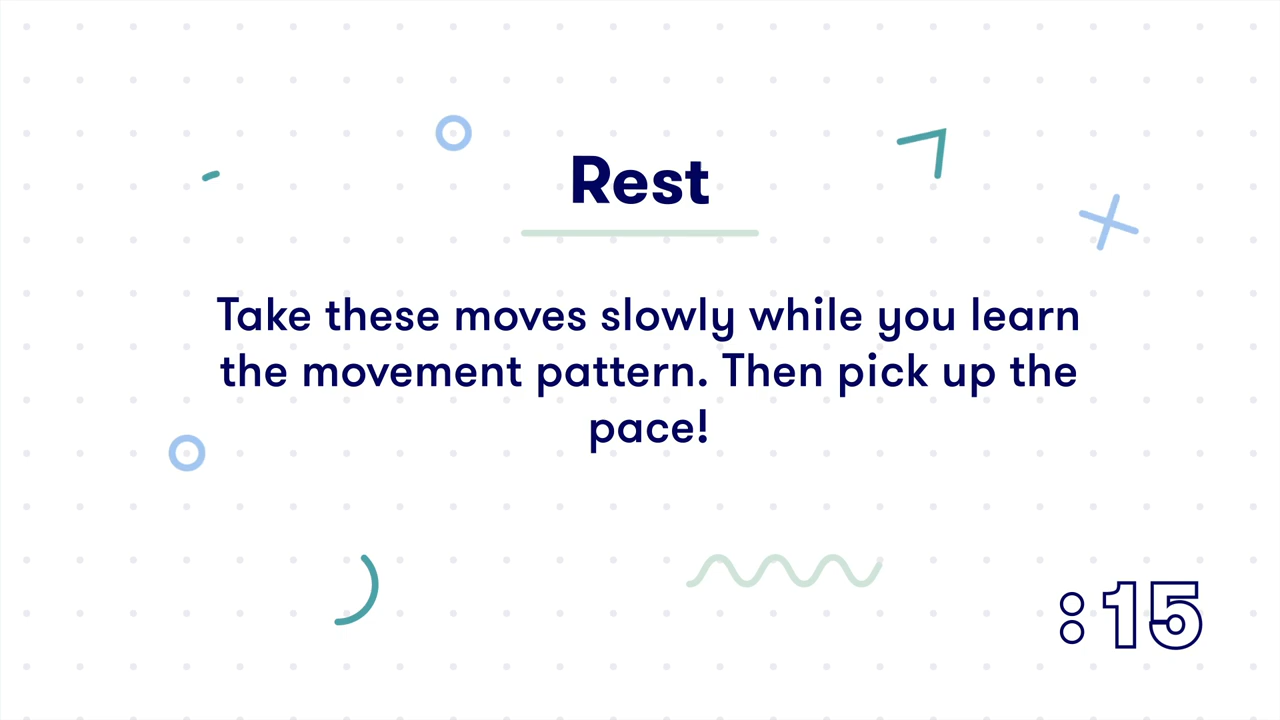 Rest
Take these moves slowly while you learn
the movement pattern. Then pick up the
pace!
:15